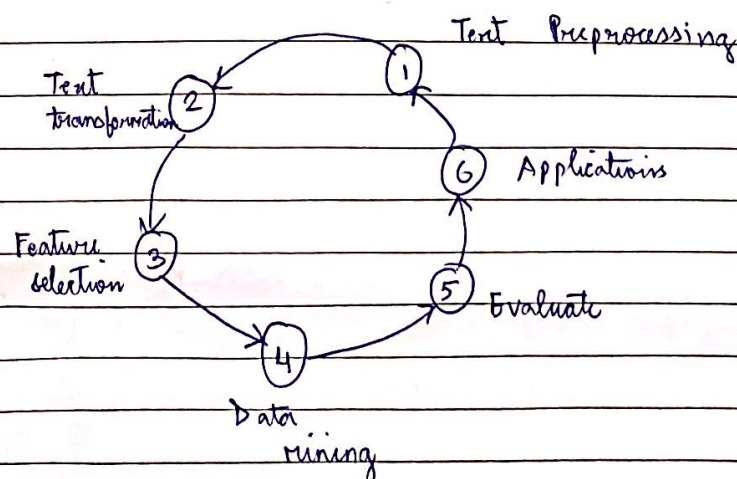 Text Preprocessing
1
Text
transformation
2
6
Applications
Feature
selection
3
5
Evaluate
4
Data
mining